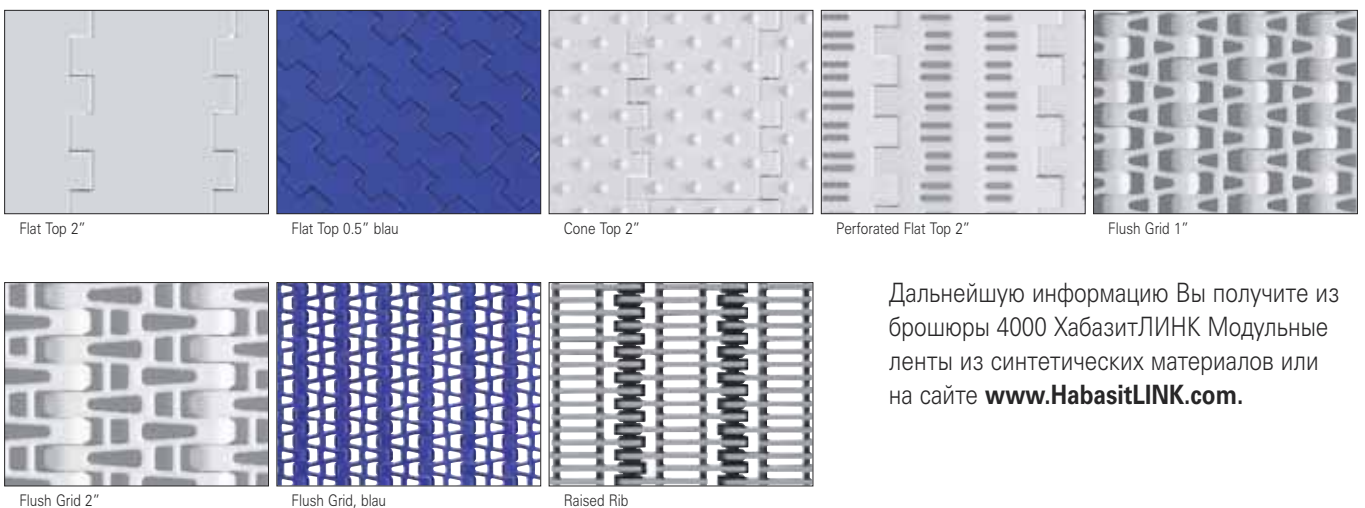 Flat Top 2″
Flat Top 0.5″ blau
Cone Top 2″
Perforated Flat Top 2″
Flush Grid 1″
Flush Grid 2″
Flush Grid, blau
Raised Rib
Дальнейшую информацию Вы получите из
брошюры 4000 ХабазитЛИНК Модульные
ленты из синтетических материалов или
на сайте www.HabasitLINK.com.